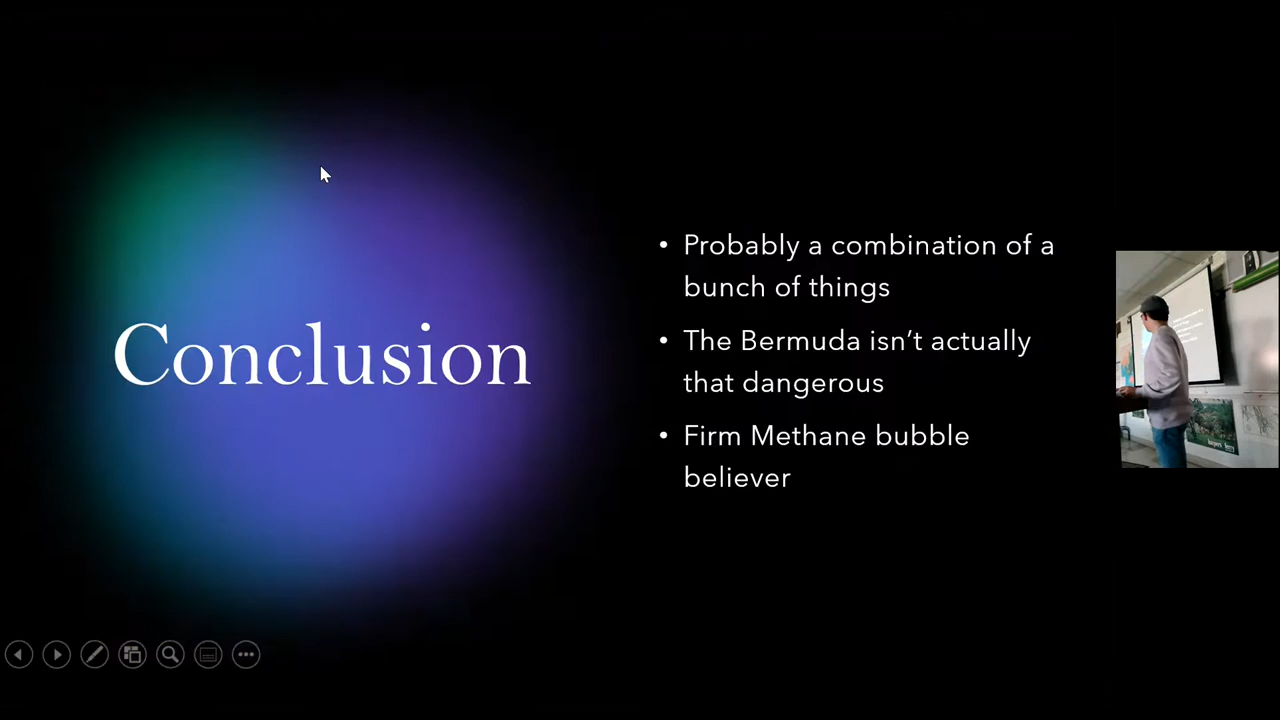 Conclusion
• Probably a combination of a
bunch of things
• The Bermuda isn’t actually
that dangerous
• Firm Methane bubble
believer